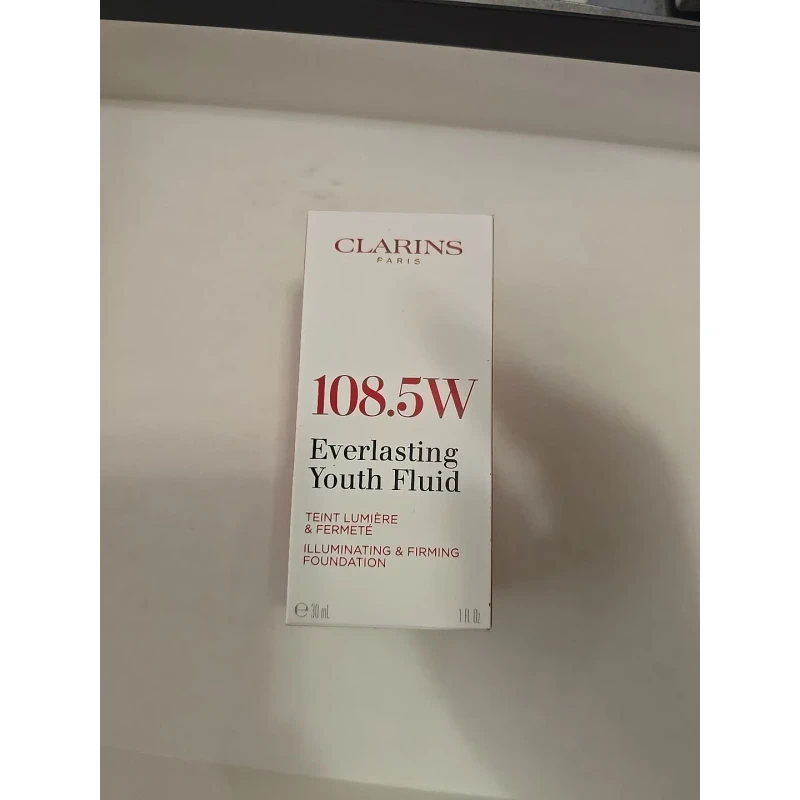 CLARINS
PARIS
108.5W
Everlasting
Youth Fluid
TEINT LUMIÈRE
& FERMETÉ
ILLUMINATING & FIRMING
FOUNDATION
℮ 30 mL 1 FL Oz